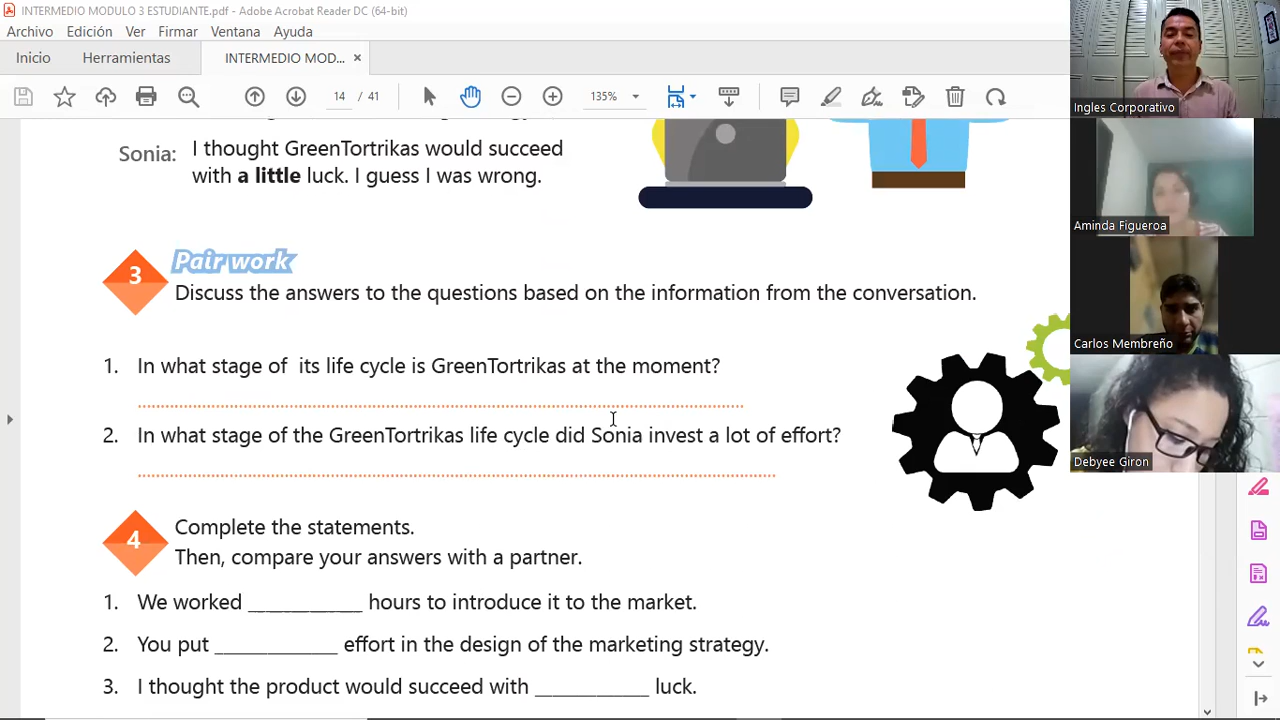 INTERMEDIO MODULO 3 ESTUDIANTE.pdf - Adobe Acrobat Reader DC (64-bit)
Archivo Edición Ver Firmar Ventana Ayuda
Inicio Herramientas INTERMEDIO MOD... ×
14 / 41 135%
Sonia: I thought GreenTortrikas would succeed
with a little luck. I guess I was wrong.
3 Pair work
Discuss the answers to the questions based on the information from the conversation.
1. In what stage of its life cycle is GreenTortrikas at the moment?
2. In what stage of the GreenTortrikas life cycle did Sonia invest a lot of effort?
4 Complete the statements.
Then, compare your answers with a partner.
1. We worked ____________ hours to introduce it to the market.
2. You put _____________ effort in the design of the marketing strategy.
3. I thought the product would succeed with ____________ luck.
Ingles Corporativo
Aminda Figueroa
Carlos Membreño
Debyee Giron